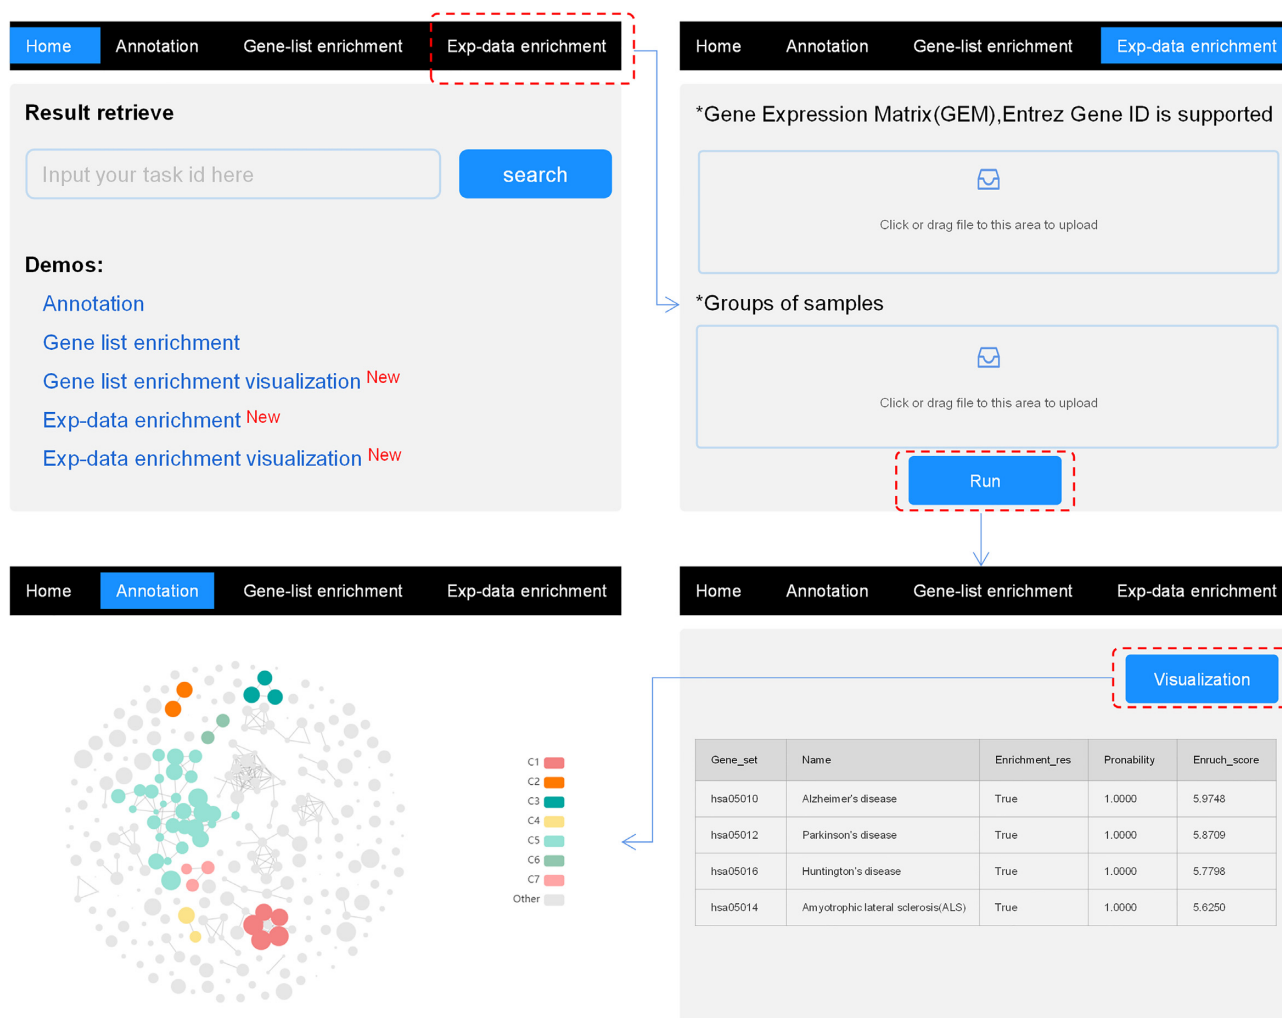 Home Annotation Gene-list enrichment Exp-data enrichment
Result retrieve
Input your task id here search
Demos:
Annotation
Gene list enrichment
Gene list enrichment visualization New
Exp-data enrichment New
Exp-data enrichment visualization New
Home Annotation Gene-list enrichment Exp-data enrichment
*Gene Expression Matrix(GEM),Entrez Gene ID is supported
Click or drag file to this area to upload
*Groups of samples
Click or drag file to this area to upload
Run
Home Annotation Gene-list enrichment Exp-data enrichment
C1
C2
C3
C4
C5
C6
C7
Other
Home Annotation Gene-list enrichment Exp-data enrichment
Visualization
Gene_set Name Enrichment_res Pronability Enruch_score
hsa05010 Alzheimer's disease True 1.0000 5.9748
hsa05012 Parkinson's disease True 1.0000 5.8709
hsa05016 Huntington's disease True 1.0000 5.7798
hsa05014 Amyotrophic lateral sclerosis(ALS) True 1.0000 5.6250